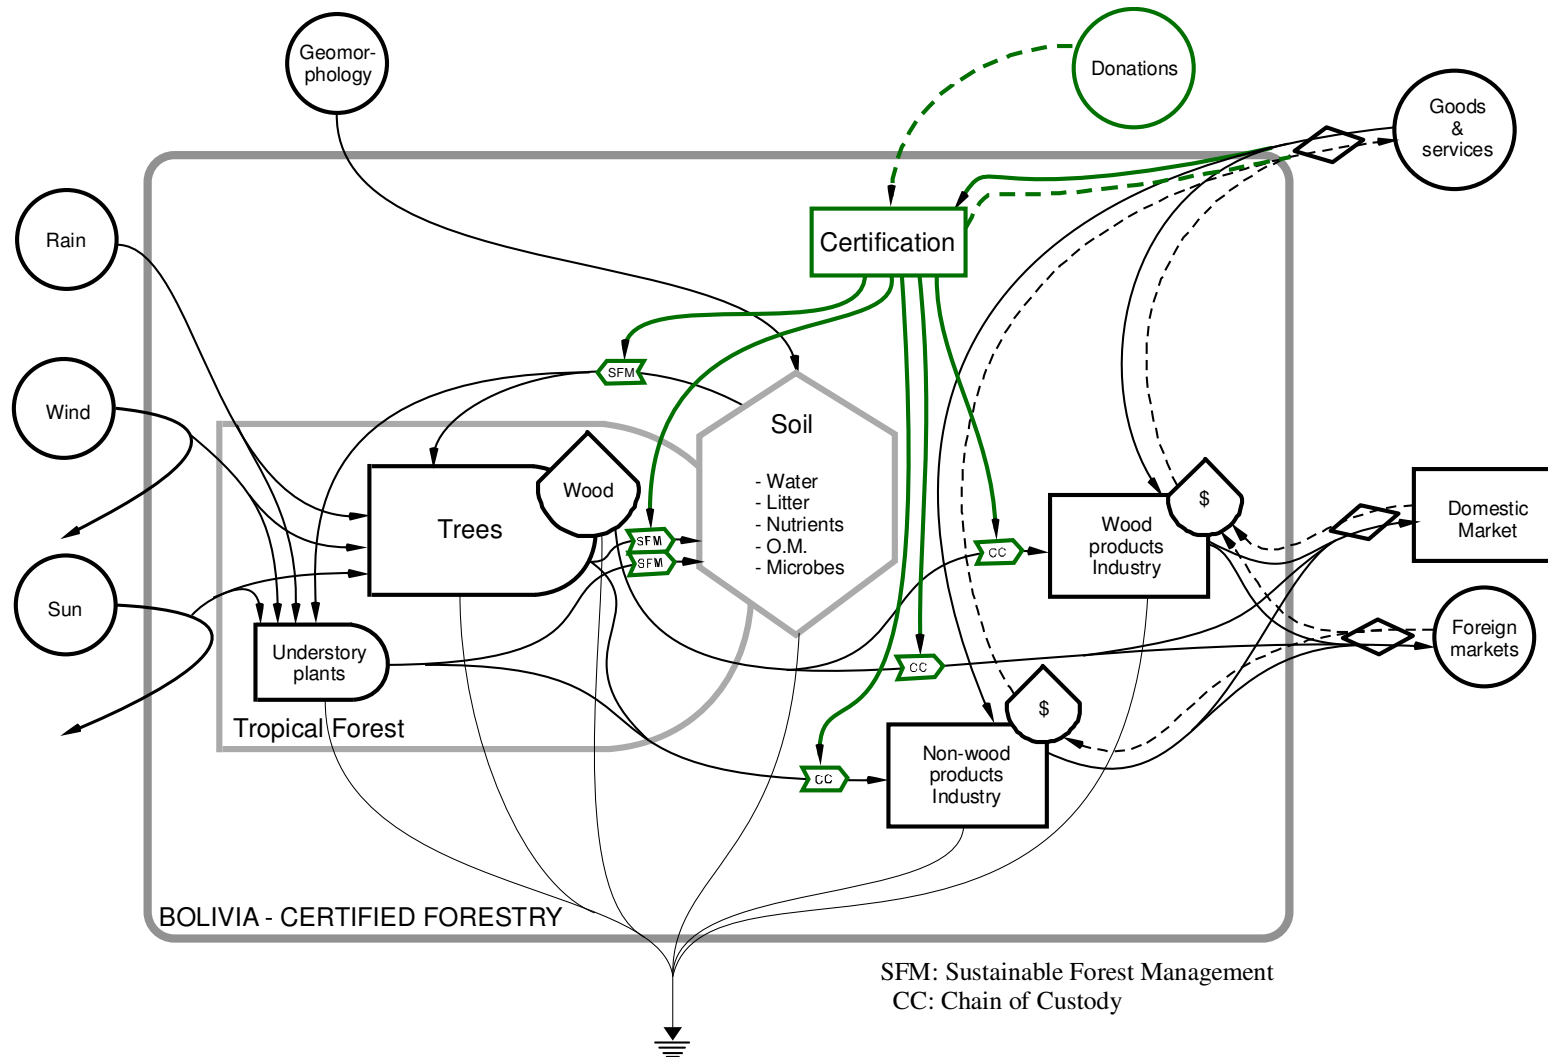 Geomor-
phology
Donations
Goods
&
services
Rain
Certification
SFM
Wind
Soil
- Water
- Litter
- Nutrients
- O.M.
- Microbes
Wood
Trees
$
Wood
products
Industry
Domestic
Market
SFM
SFM
CC
Sun
Understory
plants
Foreign
markets
CC
Tropical Forest
$
Non-wood
products
Industry
CC
BOLIVIA - CERTIFIED FORESTRY
SFM: Sustainable Forest Management
CC: Chain of Custody